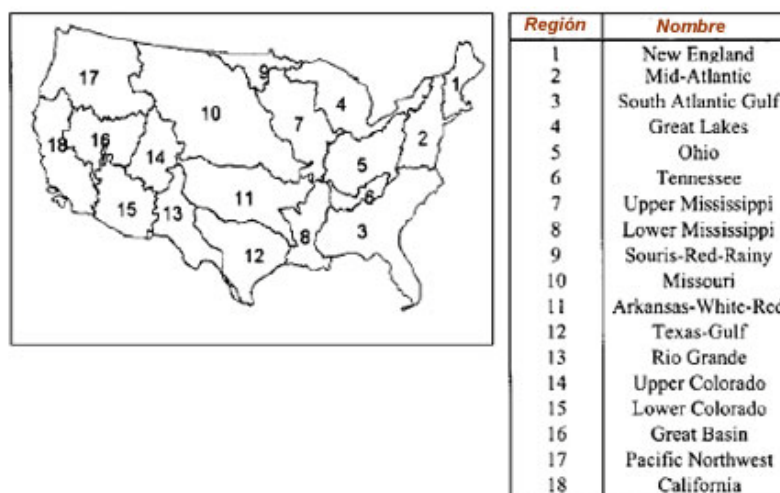 Región Nombre
1 New England
2 Mid-Atlantic
3 South Atlantic Gulf
4 Great Lakes
5 Ohio
6 Tennessee
7 Upper Mississippi
8 Lower Mississippi
9 Souris-Red-Rainy
10 Missouri
11 Arkansas-White-Red
12 Texas-Gulf
13 Rio Grande
14 Upper Colorado
15 Lower Colorado
16 Great Basin
17 Pacific Northwest
18 California
17
9
1
10
4
7
2
18
16
14
5
11
6
15
13
8
3
12